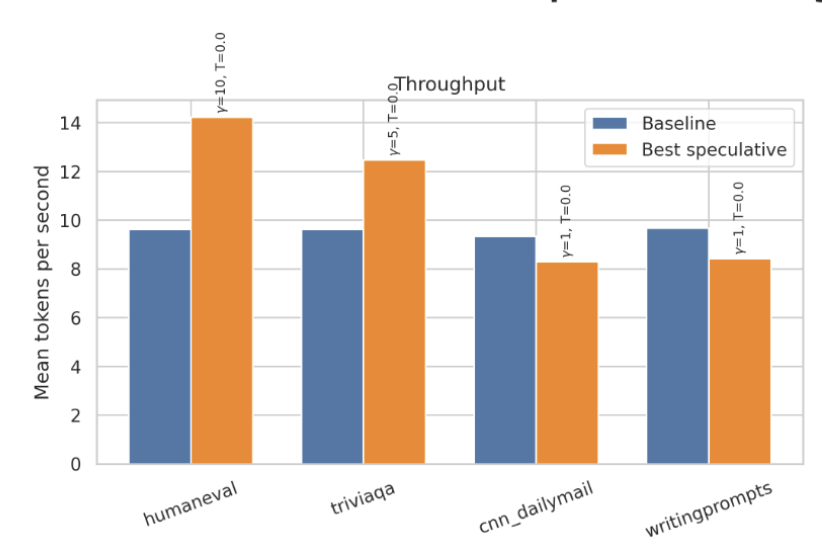 Throughput
γ=10, T=0.0
γ=5, T=0.0
γ=1, T=0.0
γ=1, T=0.0
Baseline
Best speculative
Mean tokens per second
14
12
10
8
6
4
2
0
humaneval
triviaqa
cnn_dailymail
writingprompts